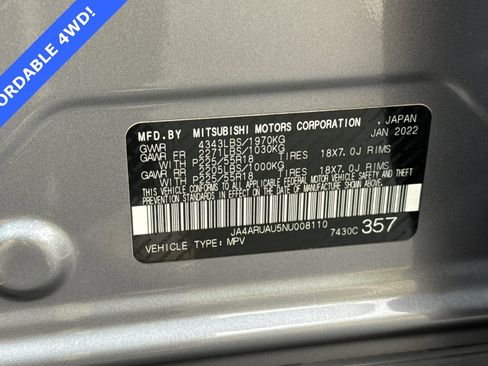 ORDABLE 4WD!
MFD.BY MITSUBISHI MOTORS CORPORATION . JAPAN
GVWR 4343LBS/1970KG JAN 2022
GAWR FR 2271LBS/1030KG
WITH P225/55R18 TIRES 18X7.0J RIMS
GAWR RR 2205LBS/1000KG
WITH P225/55R18 TIRES 18X7.0J RIMS
THIS VEHICLE CONFORMS TO ALL APPLICABLE FEDERAL MOTOR VEHICLE SAFETY, BUMPER, AND THEFT
PREVENTION STANDARDS IN EFFECT ON THE DATE OF MANUFACTURE SHOWN ABOVE.
JA4ARUAU5NU008110 7430C 357
VEHICLE TYPE: MPV